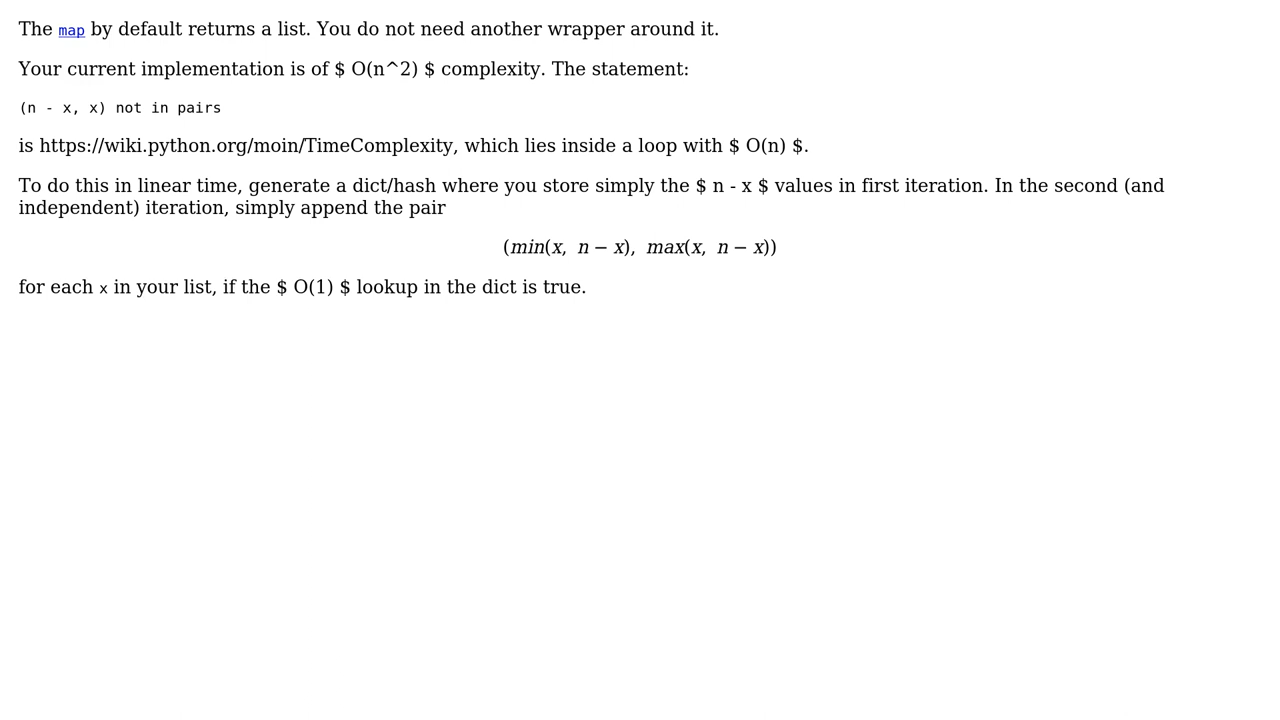 The map by default returns a list. You do not need another wrapper around it.
Your current implementation is of $ O(n^2) $ complexity. The statement:
(n - x, x) not in pairs
is https://wiki.python.org/moin/TimeComplexity, which lies inside a loop with $ O(n) $.
To do this in linear time, generate a dict/hash where you store simply the $ n - x $ values in first iteration. In the second (and
independent) iteration, simply append the pair
(min(x, n − x), max(x, n − x))
for each x in your list, if the $ O(1) $ lookup in the dict is true.